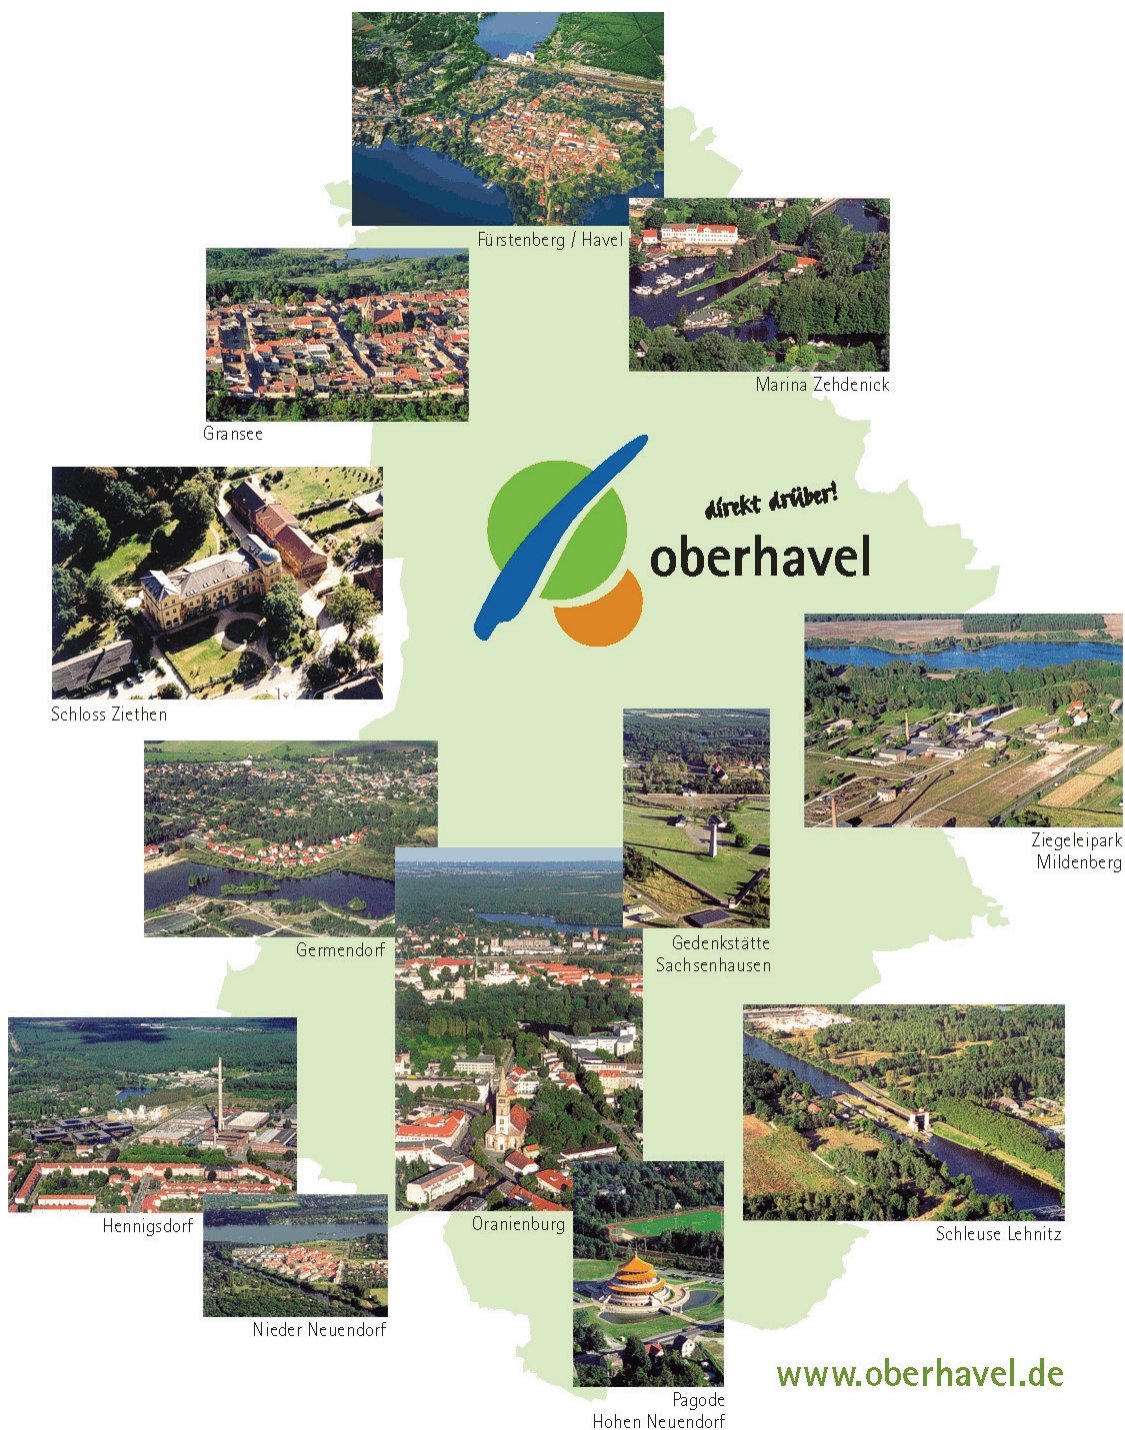 Fürstenberg / Havel
Marina Zehdenick
Gransee
direkt drüber!
oberhavel
Schloss Ziethen
Ziegeleipark
Mildenberg
Germendorf
Gedenkstätte
Sachsenhausen
Hennigsdorf
Oranienburg
Schleuse Lehnitz
Nieder Neuendorf
www.oberhavel.de
Pagode
Hohen Neuendorf